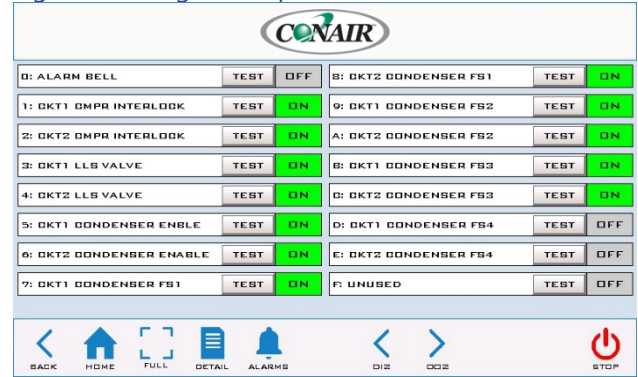 CONAIR
0: ALARM BELL TEST OFF
1: CKT1 CMPR INTERLOCK TEST ON
2: CKT2 CMPR INTERLOCK TEST ON
3: CKT1 LLS VALVE TEST ON
4: CKT2 LLS VALVE TEST ON
5: CKT1 CONDENSER ENBLE TEST ON
6: CKT2 CONDENSER ENABLE TEST ON
7: CKT1 CONDENSER FS1 TEST ON
8: CKT2 CONDENSER FS1 TEST ON
9: CKT1 CONDENSER FS2 TEST ON
A: CKT2 CONDENSER FS2 TEST ON
B: CKT1 CONDENSER FS3 TEST ON
C: CKT2 CONDENSER FS3 TEST ON
D: CKT1 CONDENSER FS4 TEST OFF
E: CKT2 CONDENSER FS4 TEST OFF
F: UNUSED TEST OFF
BACK HOME FULL DETAIL ALARMS DI2 DO2 STOP